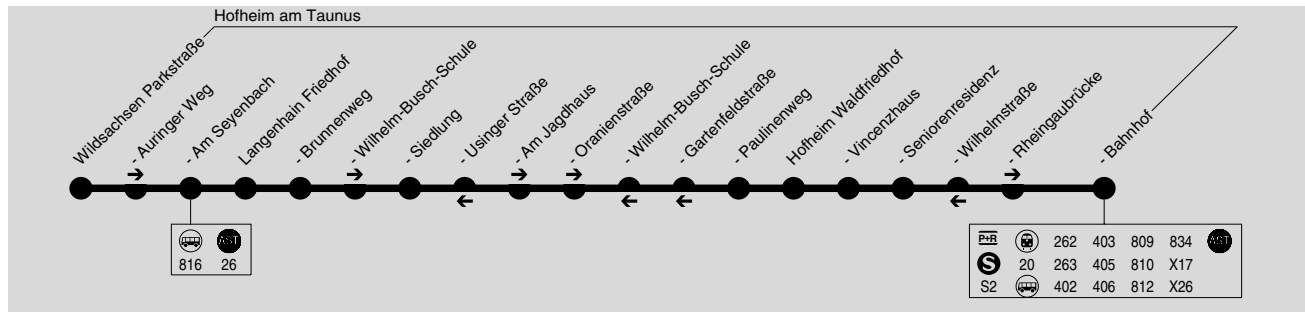 Hofheim am Taunus
Wildsachsen Parkstraße
- Auringer Weg
- Am Seyenbach
Langenhain Friedhof
- Brunnenweg
- Wilhelm-Busch-Schule
- Siedlung
- Usinger Straße
- Am Jagdhaus
- Oranienstraße
- Wilhelm-Busch-Schule
- Gartenfeldstraße
- Paulinenweg
Hofheim Waldfriedhof
- Vincenzhaus
- Seniorenresidenz
- Wilhelmstraße
- Rheingaubrücke
- Bahnhof
AST
816 26
P+R 262 403 809 834 AST
S 20 263 405 810 X17
S2 402 406 812 X26